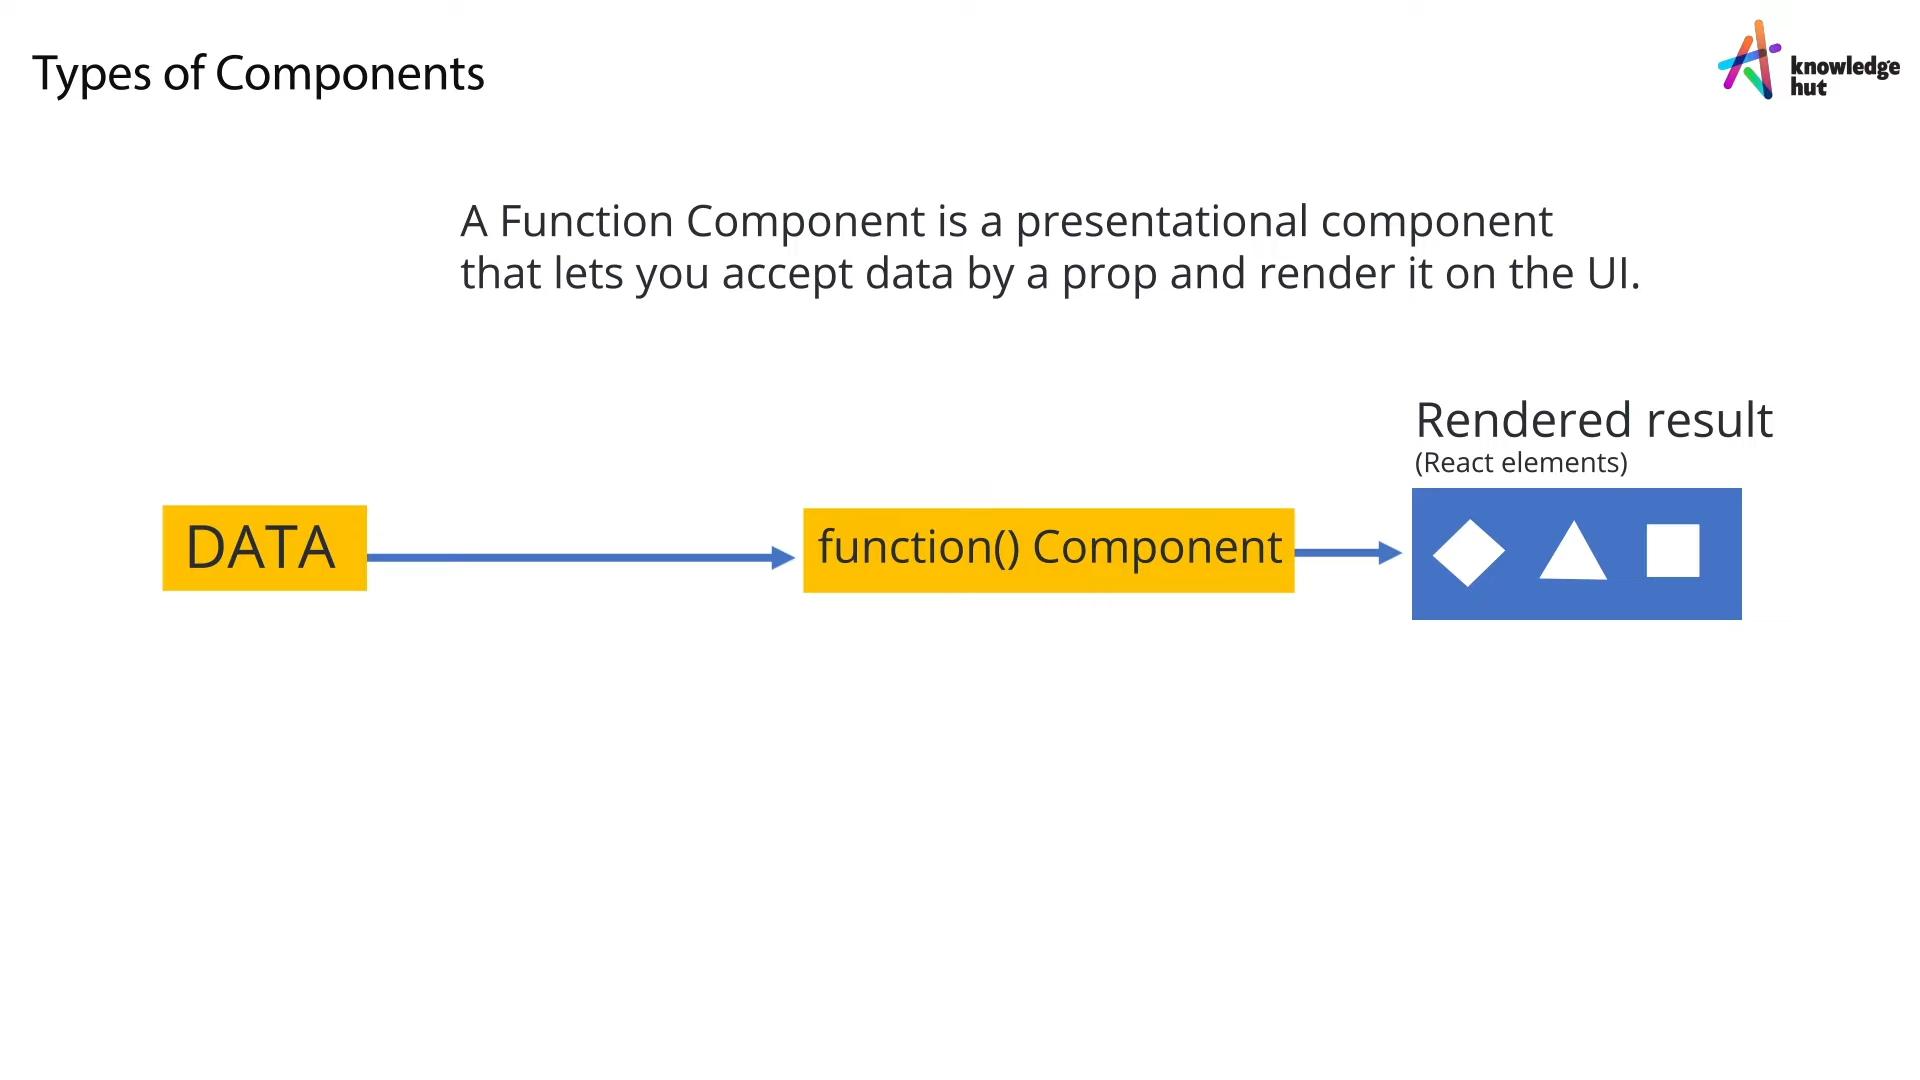 Types of Components
knowledge
hut
A Function Component is a presentational component
that lets you accept data by a prop and render it on the UI.
Rendered result
(React elements)
DATA
function() Component